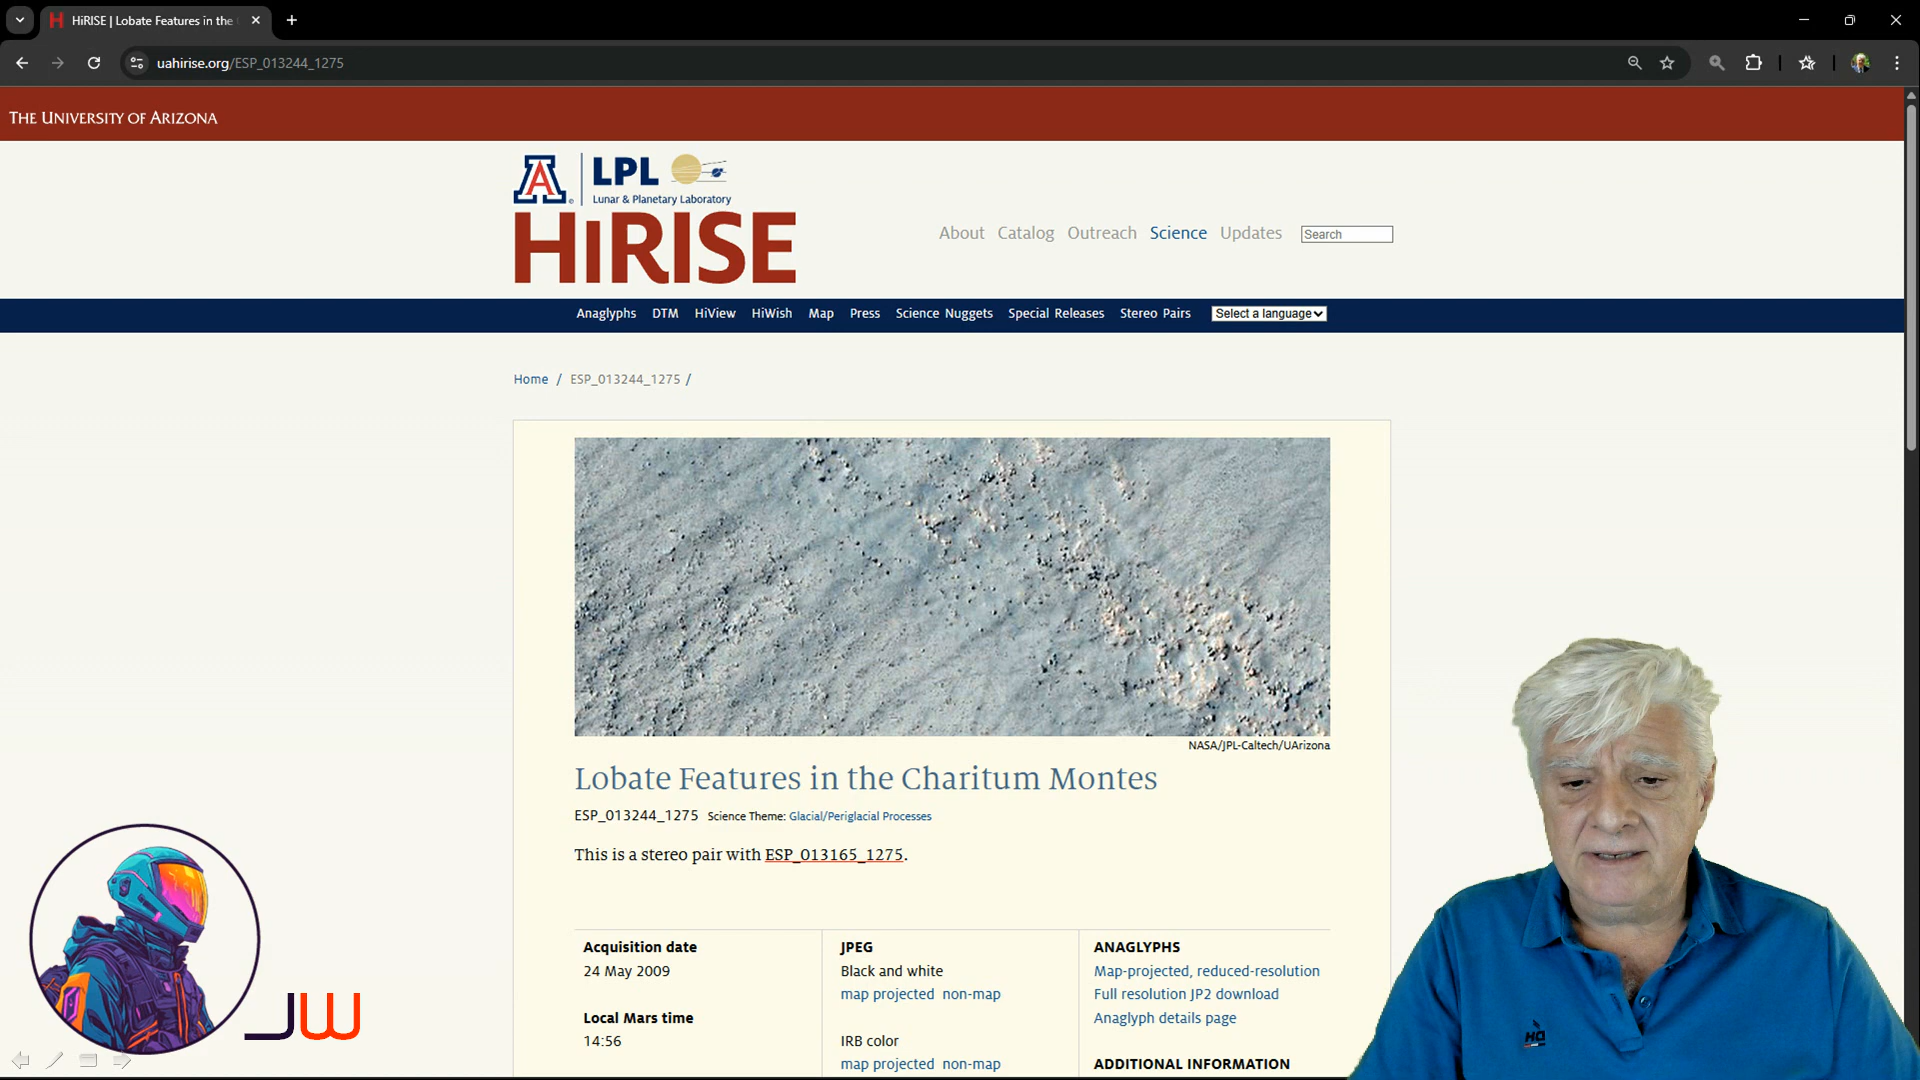 HiRISE | Lobate Features in the
uahirise.org/ESP_013244_1275
THE UNIVERSITY OF ARIZONA
A LPL
Lunar & Planetary Laboratory
HiRISE
About Catalog Outreach Science Updates Search
Anaglyphs DTM HiView HiWish Map Press Science Nuggets Special Releases Stereo Pairs Select a language
Home / ESP_013244_1275 /
NASA/JPL-Caltech/UArizona
Lobate Features in the Charitum Montes
ESP_013244_1275 Science Theme: Glacial/Periglacial Processes
This is a stereo pair with ESP_013165_1275.
Acquisition date
24 May 2009
Local Mars time
14:56
JPEG
Black and white
map projected non-map
IRB color
map projected non-map
ANAGLYPHS
Map-projected, reduced-resolution
Full resolution JP2 download
Anaglyph details page
ADDITIONAL INFORMATION
JW
HQ